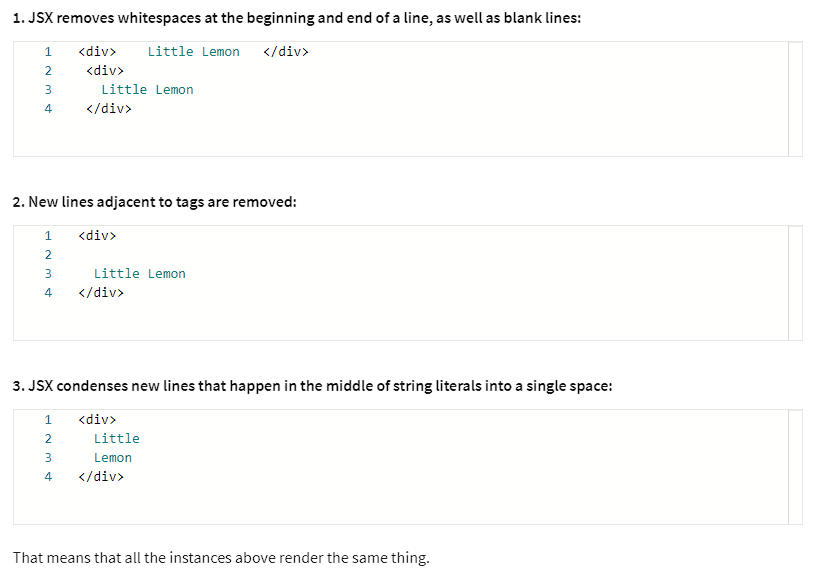 1. JSX removes whitespaces at the beginning and end of a line, as well as blank lines:
1 <div>    Little Lemon   </div>
2  <div>
3    Little Lemon
4  </div>
2. New lines adjacent to tags are removed:
1 <div>
2
3   Little Lemon
4 </div>
3. JSX condenses new lines that happen in the middle of string literals into a single space:
1 <div>
2   Little
3   Lemon
4 </div>
That means that all the instances above render the same thing.